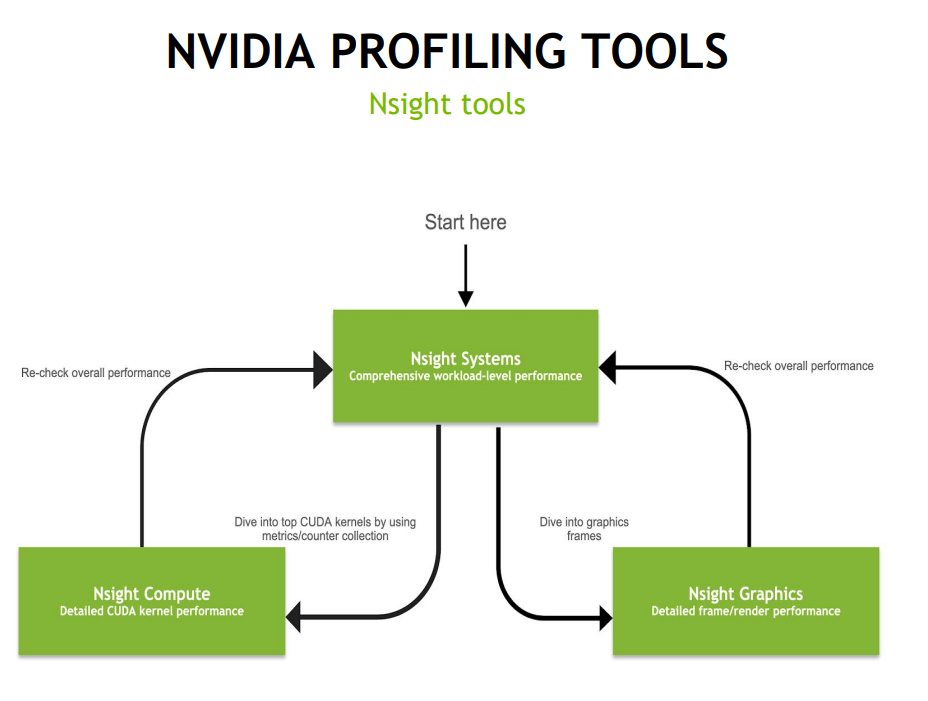 NVIDIA PROFILING TOOLS
Nsight tools
Start here
Nsight Systems
Comprehensive workload-level performance
Re-check overall performance
Re-check overall performance
Dive into top CUDA kernels by using
metrics/counter collection
Dive into graphics
frames
Nsight Compute
Detailed CUDA kernel performance
Nsight Graphics
Detailed frame/render performance